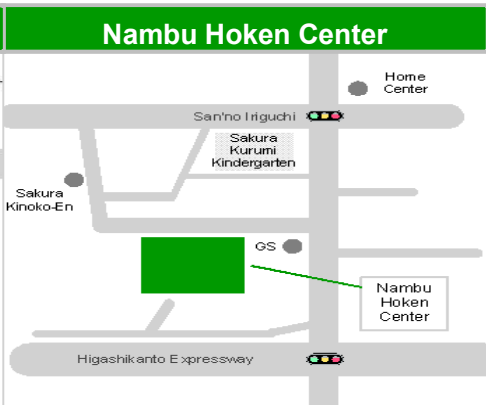 Nambu Hoken Center
Home
Center
San'no Iriguchi
Sakura
Kurumi
Kindergarten
Sakura
Kinoko-En
GS
Nambu
Hoken
Center
Higashikanto Expressway